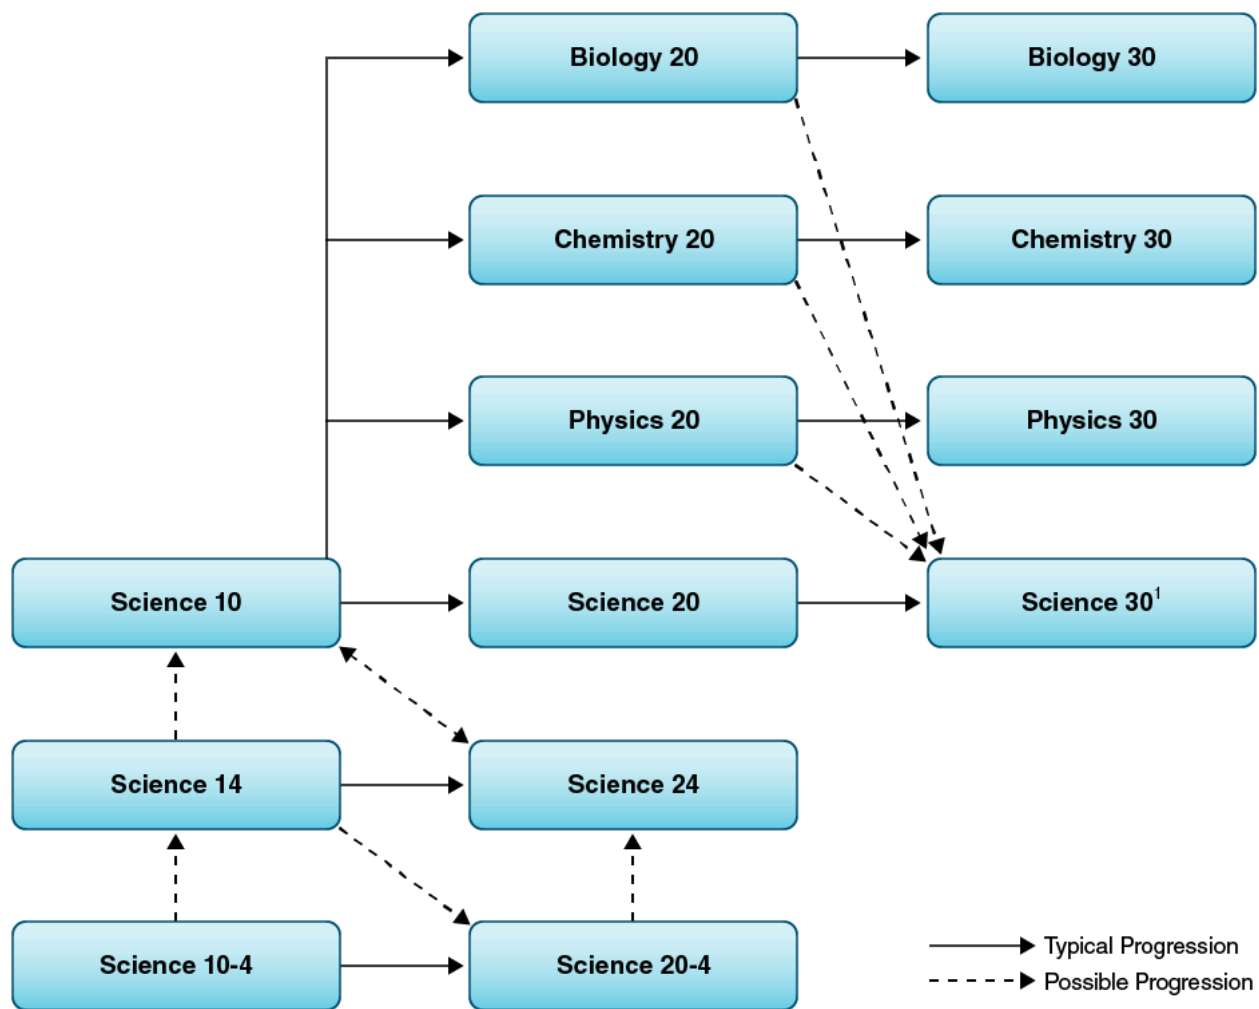 Biology 20
Biology 30
Chemistry 20
Chemistry 30
Physics 20
Physics 30
Science 10
Science 20
Science 30¹
Science 14
Science 24
Science 10-4
Science 20-4
Typical Progression
Possible Progression